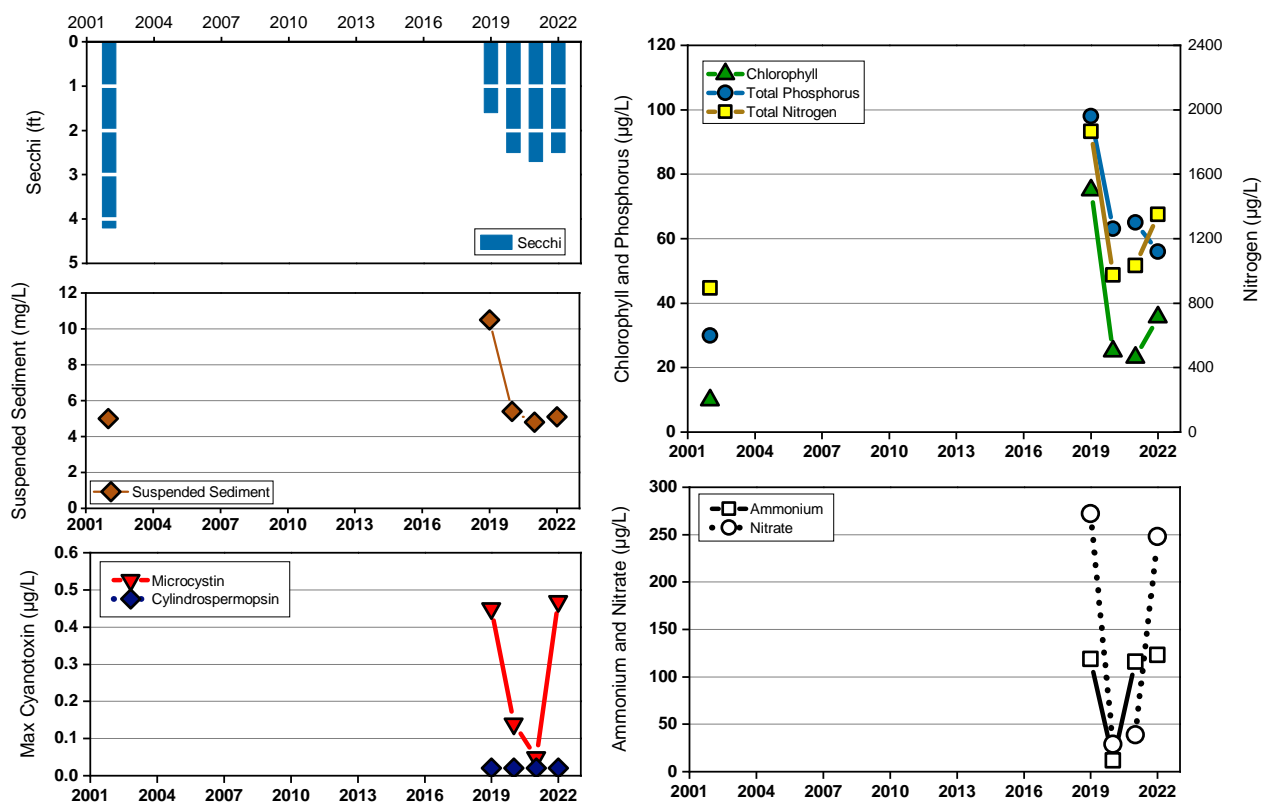 2001 2004 2007 2010 2013 2016 2019 2022
0
1
2
3
4
5
Secchi (ft)
Secchi
12
10
8
6
4
2
0
Suspended Sediment (mg/L)
Suspended Sediment
2001 2004 2007 2010 2013 2016 2019 2022
0.6
0.5
0.4
0.3
0.2
0.1
0.0
Max Cyanotoxin (µg/L)
Microcystin
Cylindrospermopsin
2001 2004 2007 2010 2013 2016 2019 2022
120
100
80
60
40
20
0
Chlorophyll and Phosphorus (µg/L)
Chlorophyll
Total Phosphorus
Total Nitrogen
2400
2000
1600
1200
800
400
0
Nitrogen (µg/L)
2001 2004 2007 2010 2013 2016 2019 2022
300
250
200
150
100
50
0
Ammonium and Nitrate (µg/L)
Ammonium
Nitrate
2001 2004 2007 2010 2013 2016 2019 2022